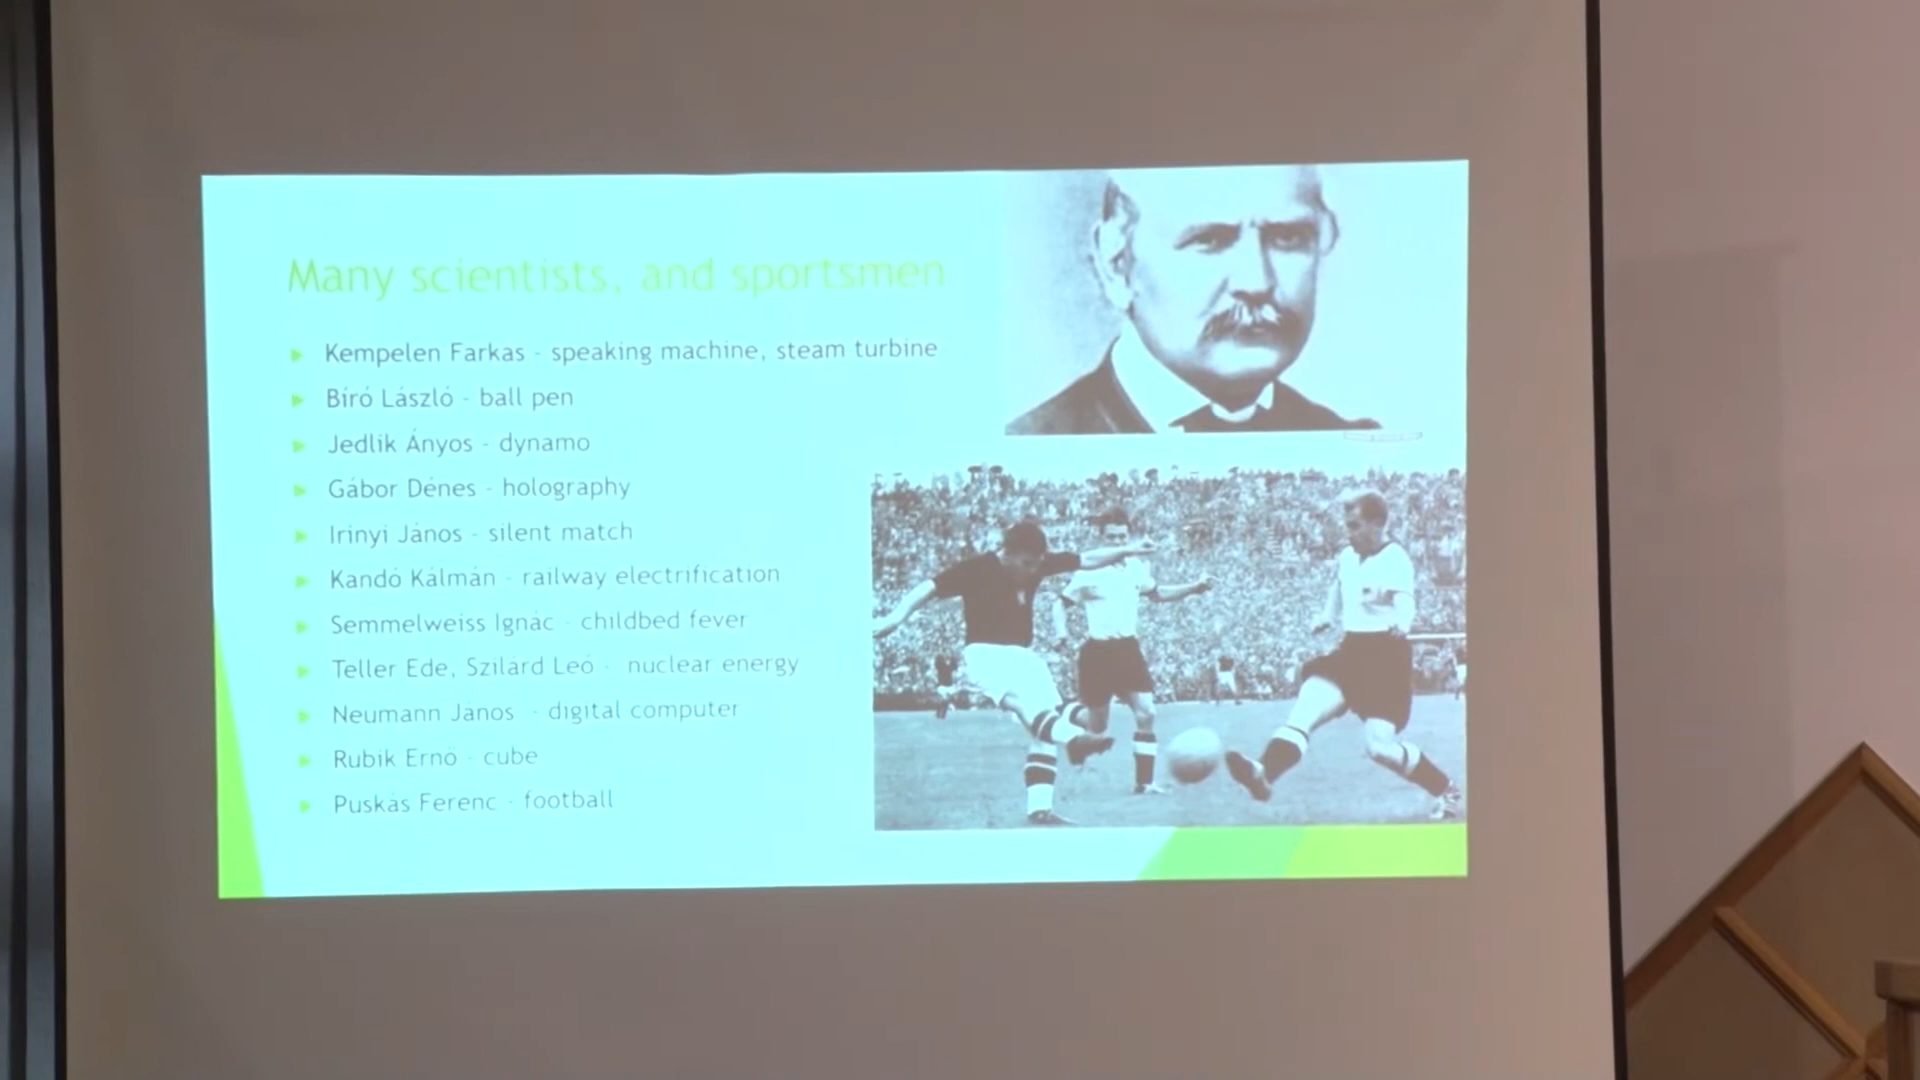 Many scientists, and sportsmen
Kempelen Farkas - speaking machine, steam turbine
Bíró László - ball pen
Jedlik Ányos - dynamo
Gábor Dénes - holography
Irinyi János - silent match
Kandó Kálmán - railway electrification
Semmelweiss Ignác - childbed fever
Teller Ede, Szilárd Leó - nuclear energy
Neumann János - digital computer
Rubik Ernő - cube
Puskás Ferenc - football